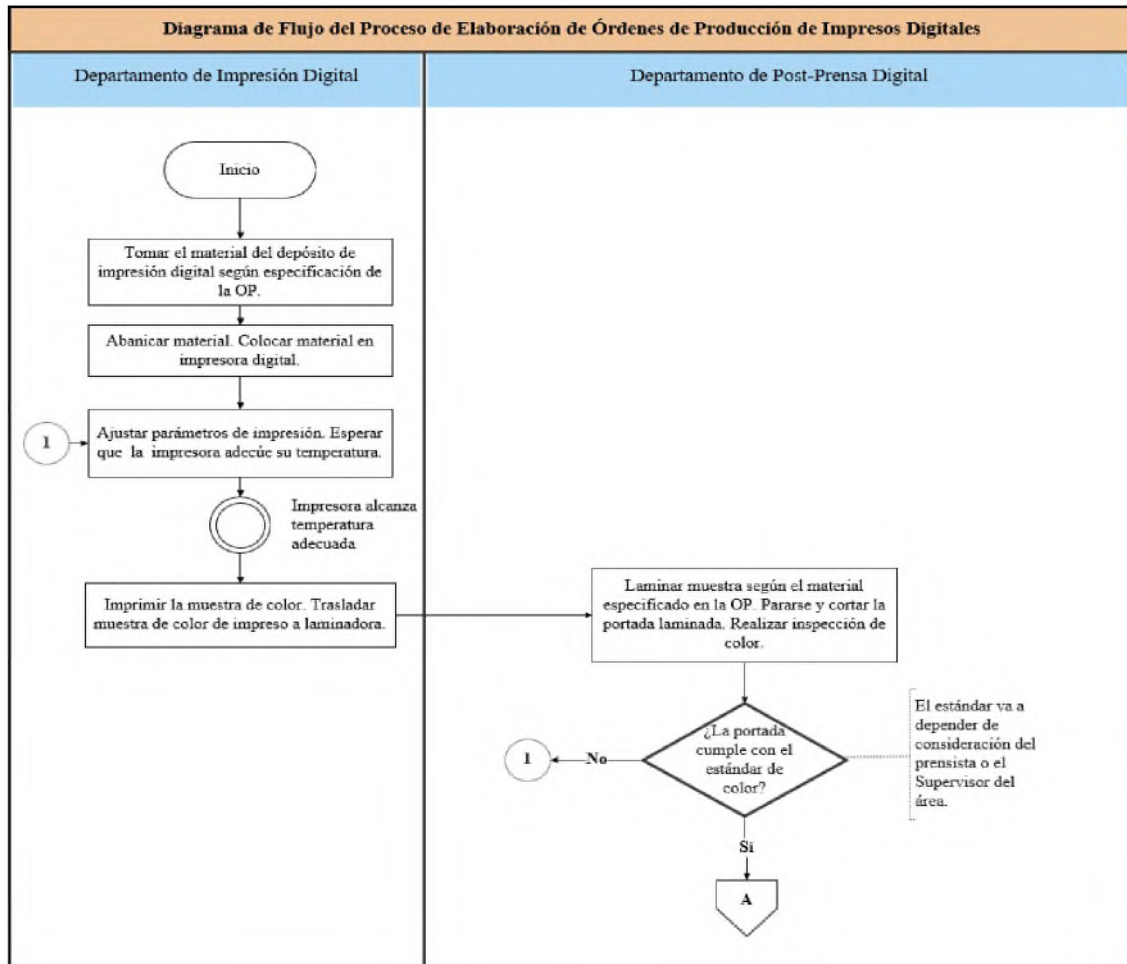 Diagrama de Flujo del Proceso de Elaboración de Órdenes de Producción de Impresos Digitales
Departamento de Impresión Digital
Departamento de Post-Prensa Digital
Inicio
Tomar el material del depósito de
impresión digital según especificación de
la OP.
Abanicar material. Colocar material en
impresora digital.
1
Ajustar parámetros de impresión. Esperar
que la impresora adecúe su temperatura.
Impresora alcanza
temperatura
adecuada
Imprimir la muestra de color. Trasladar
muestra de color de impreso a laminadora.
Laminar muestra según el material
especificado en la OP. Pararse y cortar la
portada laminada. Realizar inspección de
color.
¿La portada
cumple con el
estándar de
color?
El estándar va a
depender de
consideración del
prensista o el
Supervisor del
área.
No
1
Si
A